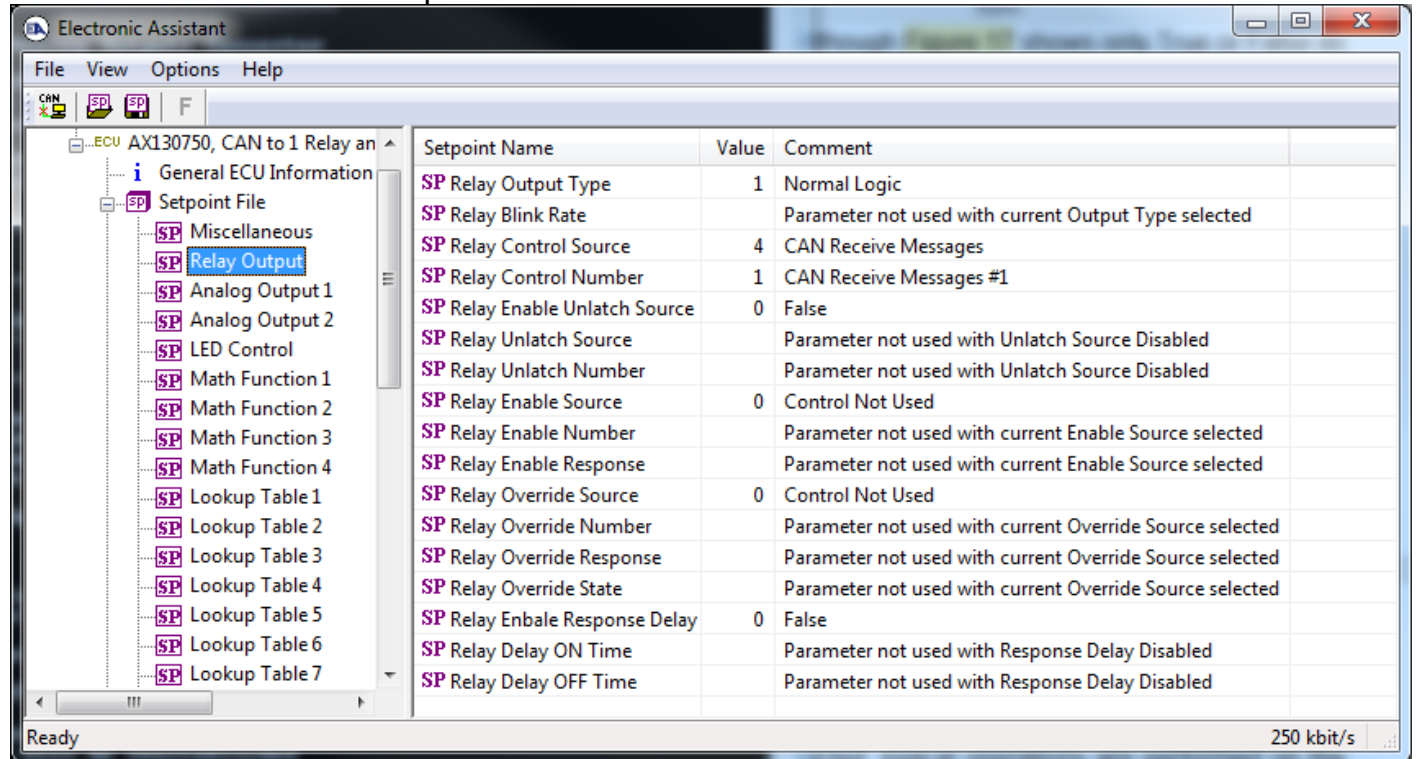 Electronic Assistant
File View Options Help
CAN SP SP F
ECU AX130750, CAN to 1 Relay an
i General ECU Information
SP Setpoint File
SP Miscellaneous
SP Relay Output
SP Analog Output 1
SP Analog Output 2
SP LED Control
SP Math Function 1
SP Math Function 2
SP Math Function 3
SP Math Function 4
SP Lookup Table 1
SP Lookup Table 2
SP Lookup Table 3
SP Lookup Table 4
SP Lookup Table 5
SP Lookup Table 6
SP Lookup Table 7
Setpoint Name Value Comment
SP Relay Output Type 1 Normal Logic
SP Relay Blink Rate Parameter not used with current Output Type selected
SP Relay Control Source 4 CAN Receive Messages
SP Relay Control Number 1 CAN Receive Messages #1
SP Relay Enable Unlatch Source 0 False
SP Relay Unlatch Source Parameter not used with Unlatch Source Disabled
SP Relay Unlatch Number Parameter not used with Unlatch Source Disabled
SP Relay Enable Source 0 Control Not Used
SP Relay Enable Number Parameter not used with current Enable Source selected
SP Relay Enable Response Parameter not used with current Enable Source selected
SP Relay Override Source 0 Control Not Used
SP Relay Override Number Parameter not used with current Override Source selected
SP Relay Override Response Parameter not used with current Override Source selected
SP Relay Override State Parameter not used with current Override Source selected
SP Relay Enbale Response Delay 0 False
SP Relay Delay ON Time Parameter not used with Response Delay Disabled
SP Relay Delay OFF Time Parameter not used with Response Delay Disabled
Ready 250 kbit/s